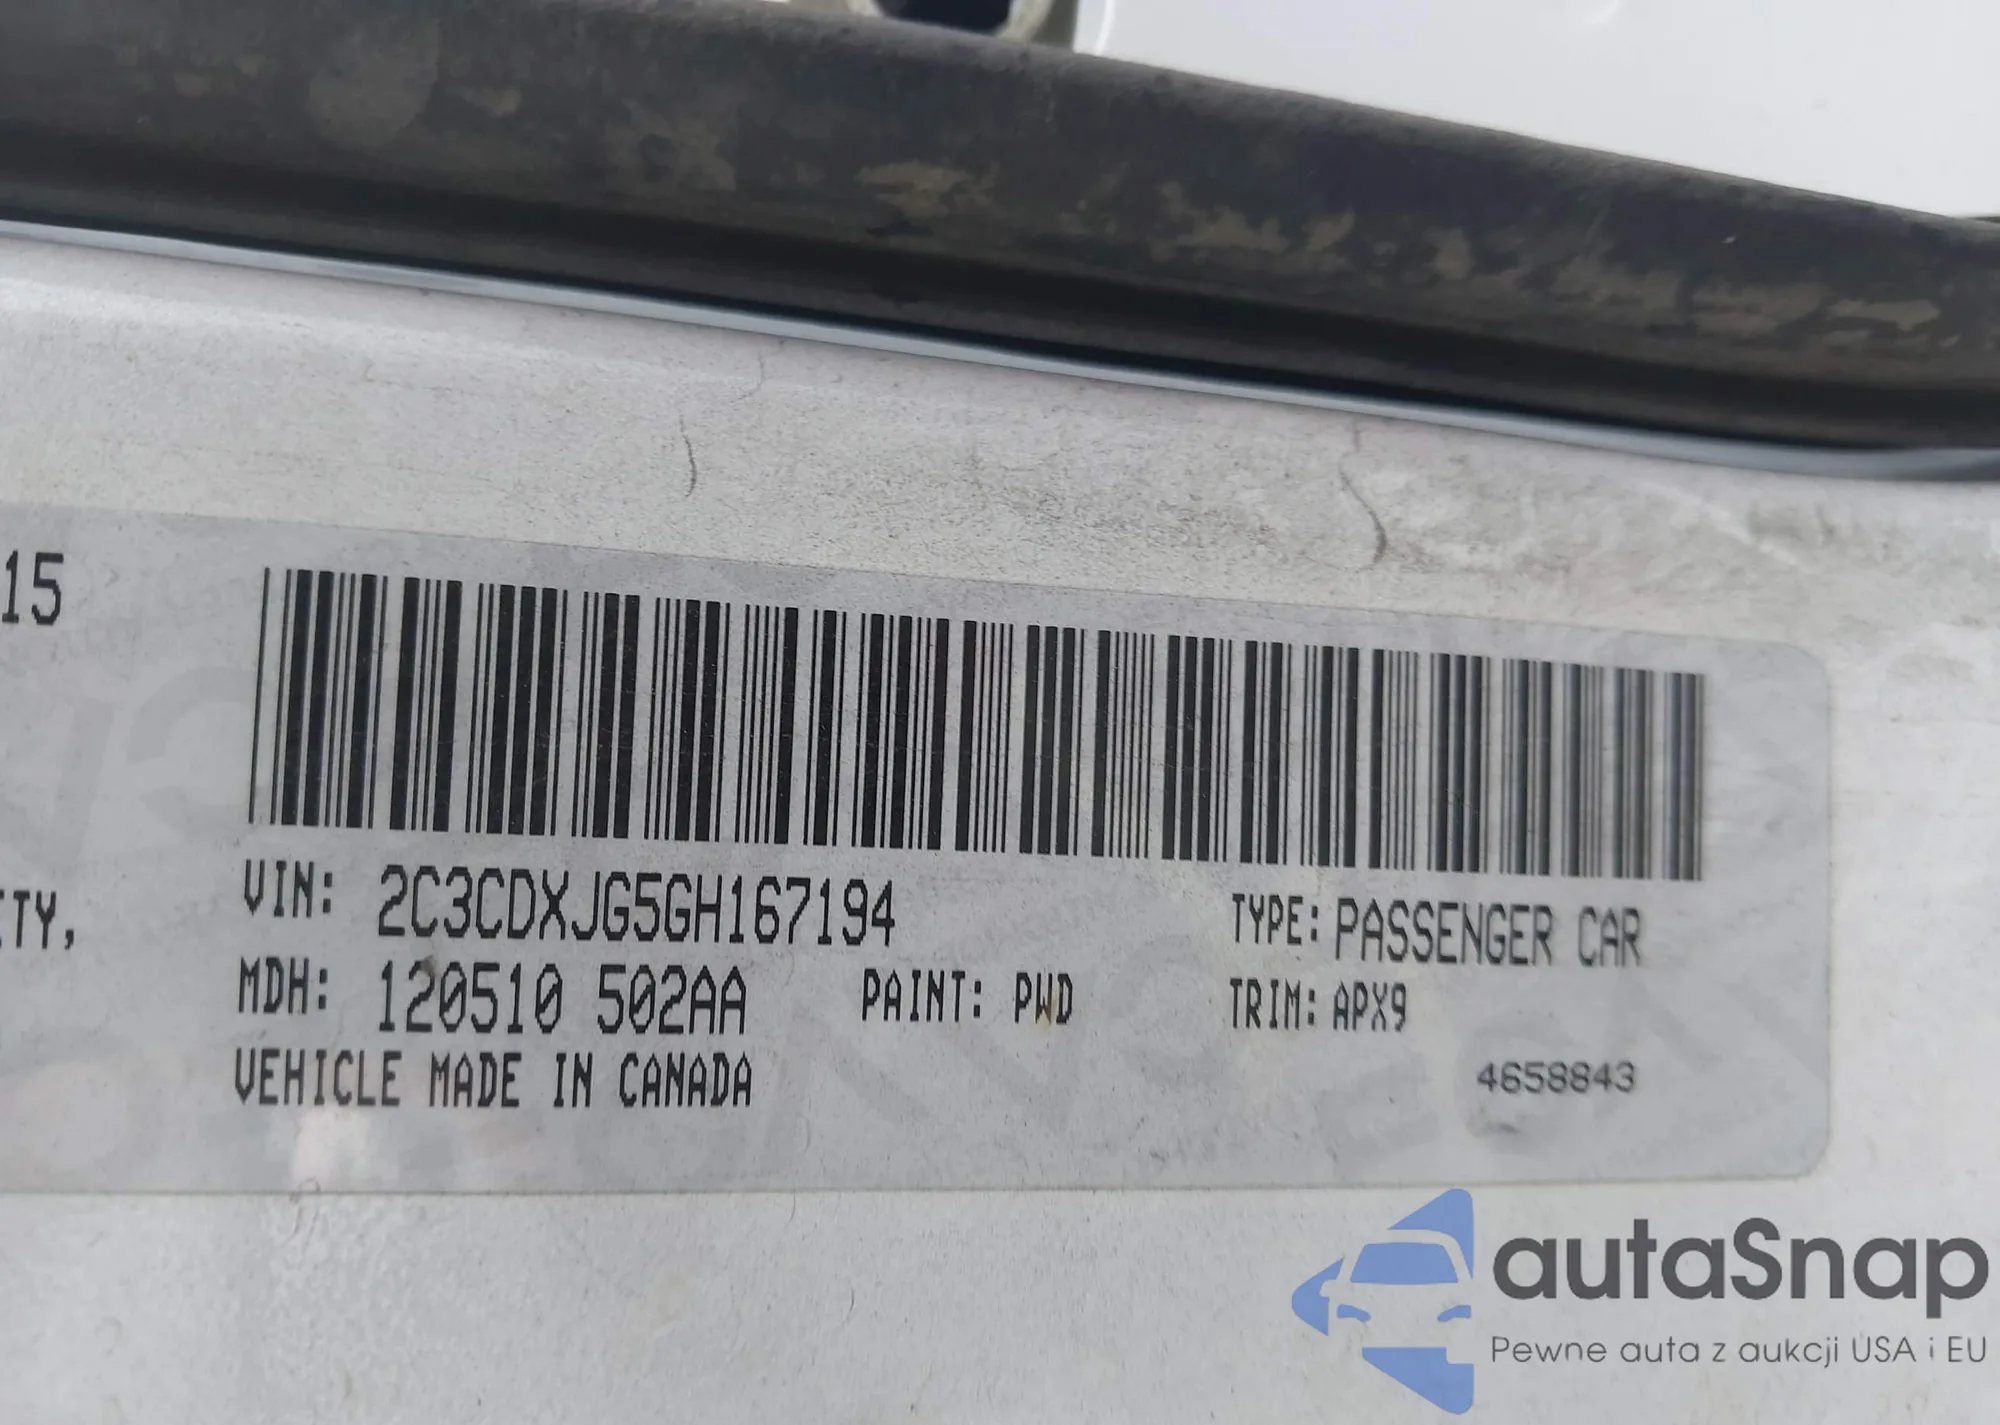 15
TY,
VIN: 2C3CDXJG5GH167194
TYPE: PASSENGER CAR
MDH: 120510 502AA
PAINT: PWD
TRIM: APX9
VEHICLE MADE IN CANADA
4658843
autaSnap
Pewne auta z aukcji USA i EU